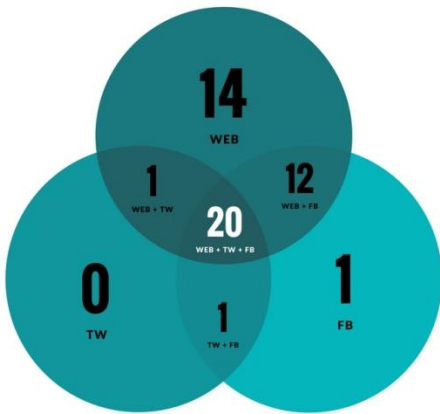 14
WEB
1
WEB + TW
12
WEB + FB
20
WEB + TW + FB
0
TW
1
TW + FB
1
FB